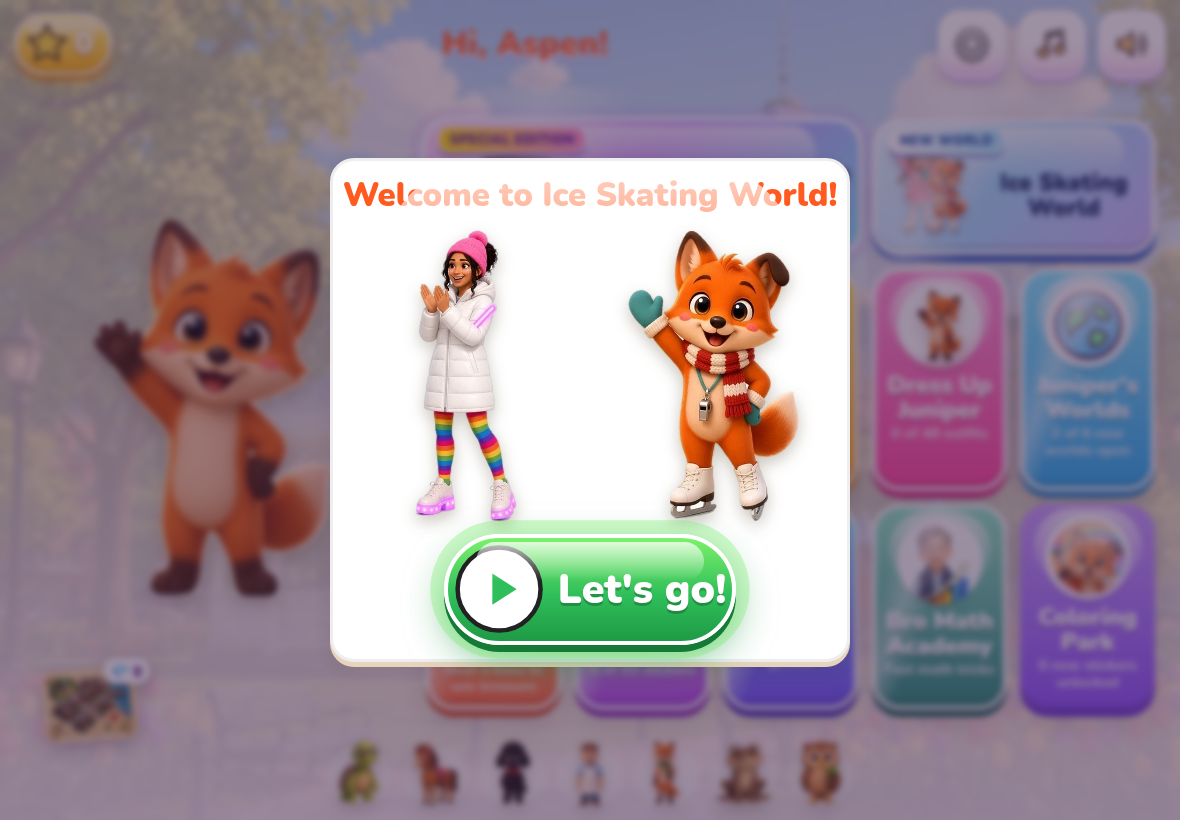 Hi, Aspen!
SPECIAL EDITION
NEW WORLD
Ice Skating
World
Welcome to Ice Skating World!
Let's go!
Dress Up
Juniper
Juniper's
Worlds
Math
Academy
Coloring
Park